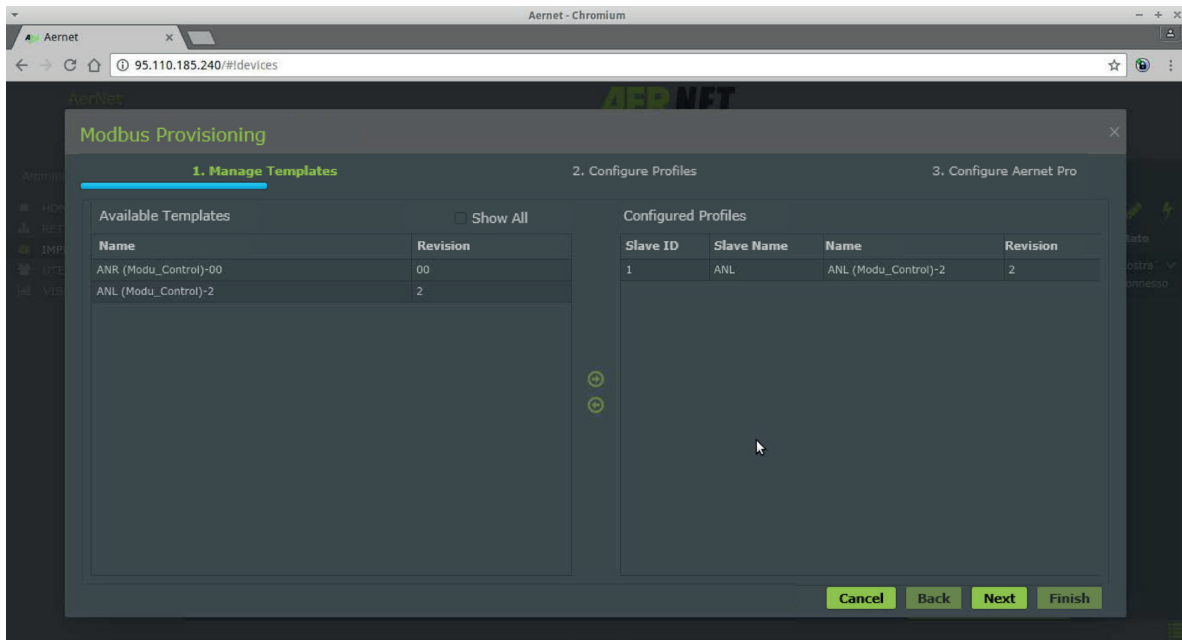 Aernet - Chromium
Aernet
95.110.185.240/#!devices
AerNet
AERNET
Modbus Provisioning
1. Manage Templates 2. Configure Profiles 3. Configure Aernet Pro
Available Templates Show All
Name Revision
ANR (Modu_Control)-00 00
ANL (Modu_Control)-2 2
Configured Profiles
Slave ID Slave Name Name Revision
1 ANL ANL (Modu_Control)-2 2
Cancel Back Next Finish